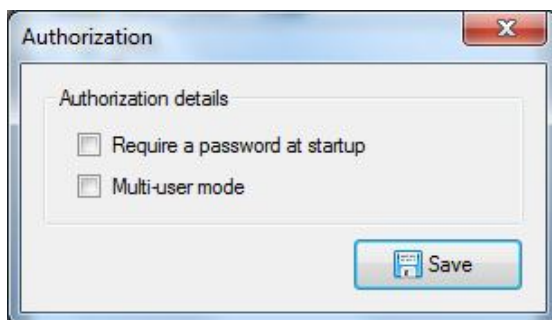 Authorization
Authorization details
Require a password at startup
Multi-user mode
Save